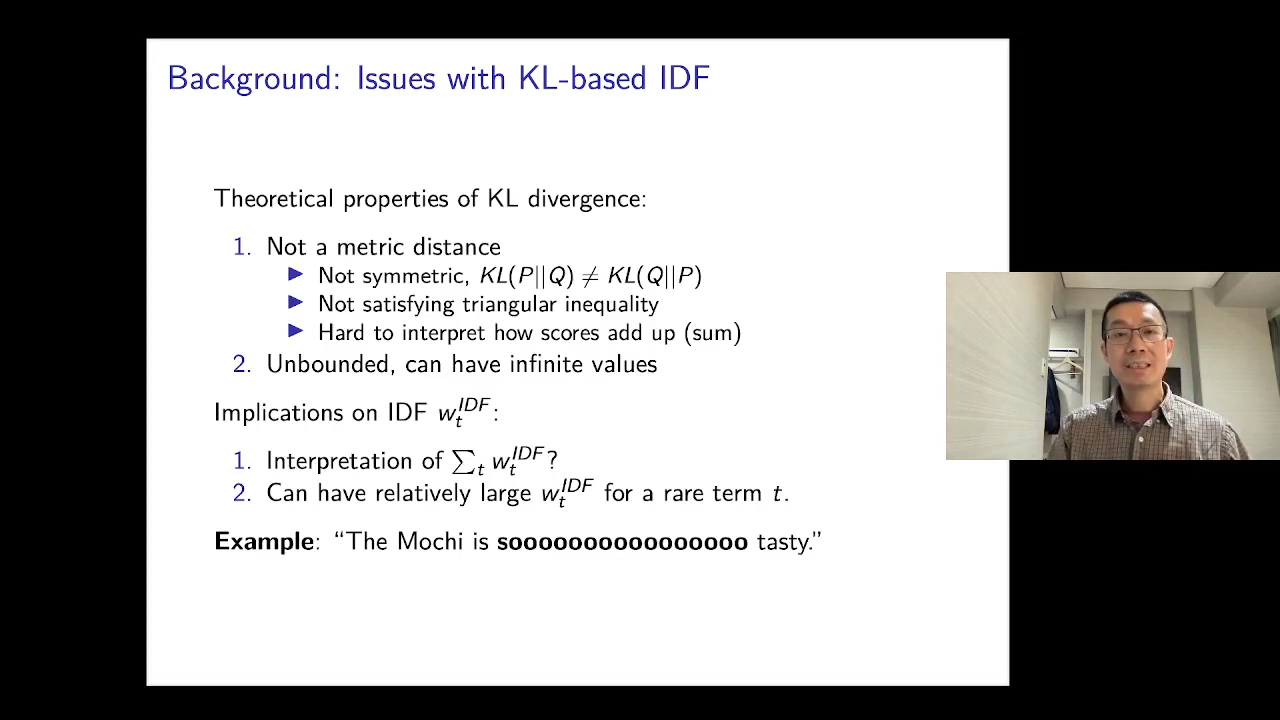 Background: Issues with KL-based IDF
Theoretical properties of KL divergence:
1. Not a metric distance
▶ Not symmetric, KL(P||Q) ≠ KL(Q||P)
▶ Not satisfying triangular inequality
▶ Hard to interpret how scores add up (sum)
2. Unbounded, can have infinite values
Implications on IDF w_t^{IDF}:
1. Interpretation of ∑_t w_t^{IDF}?
2. Can have relatively large w_t^{IDF} for a rare term t.
Example: “The Mochi is soooooooooooooooo tasty.”